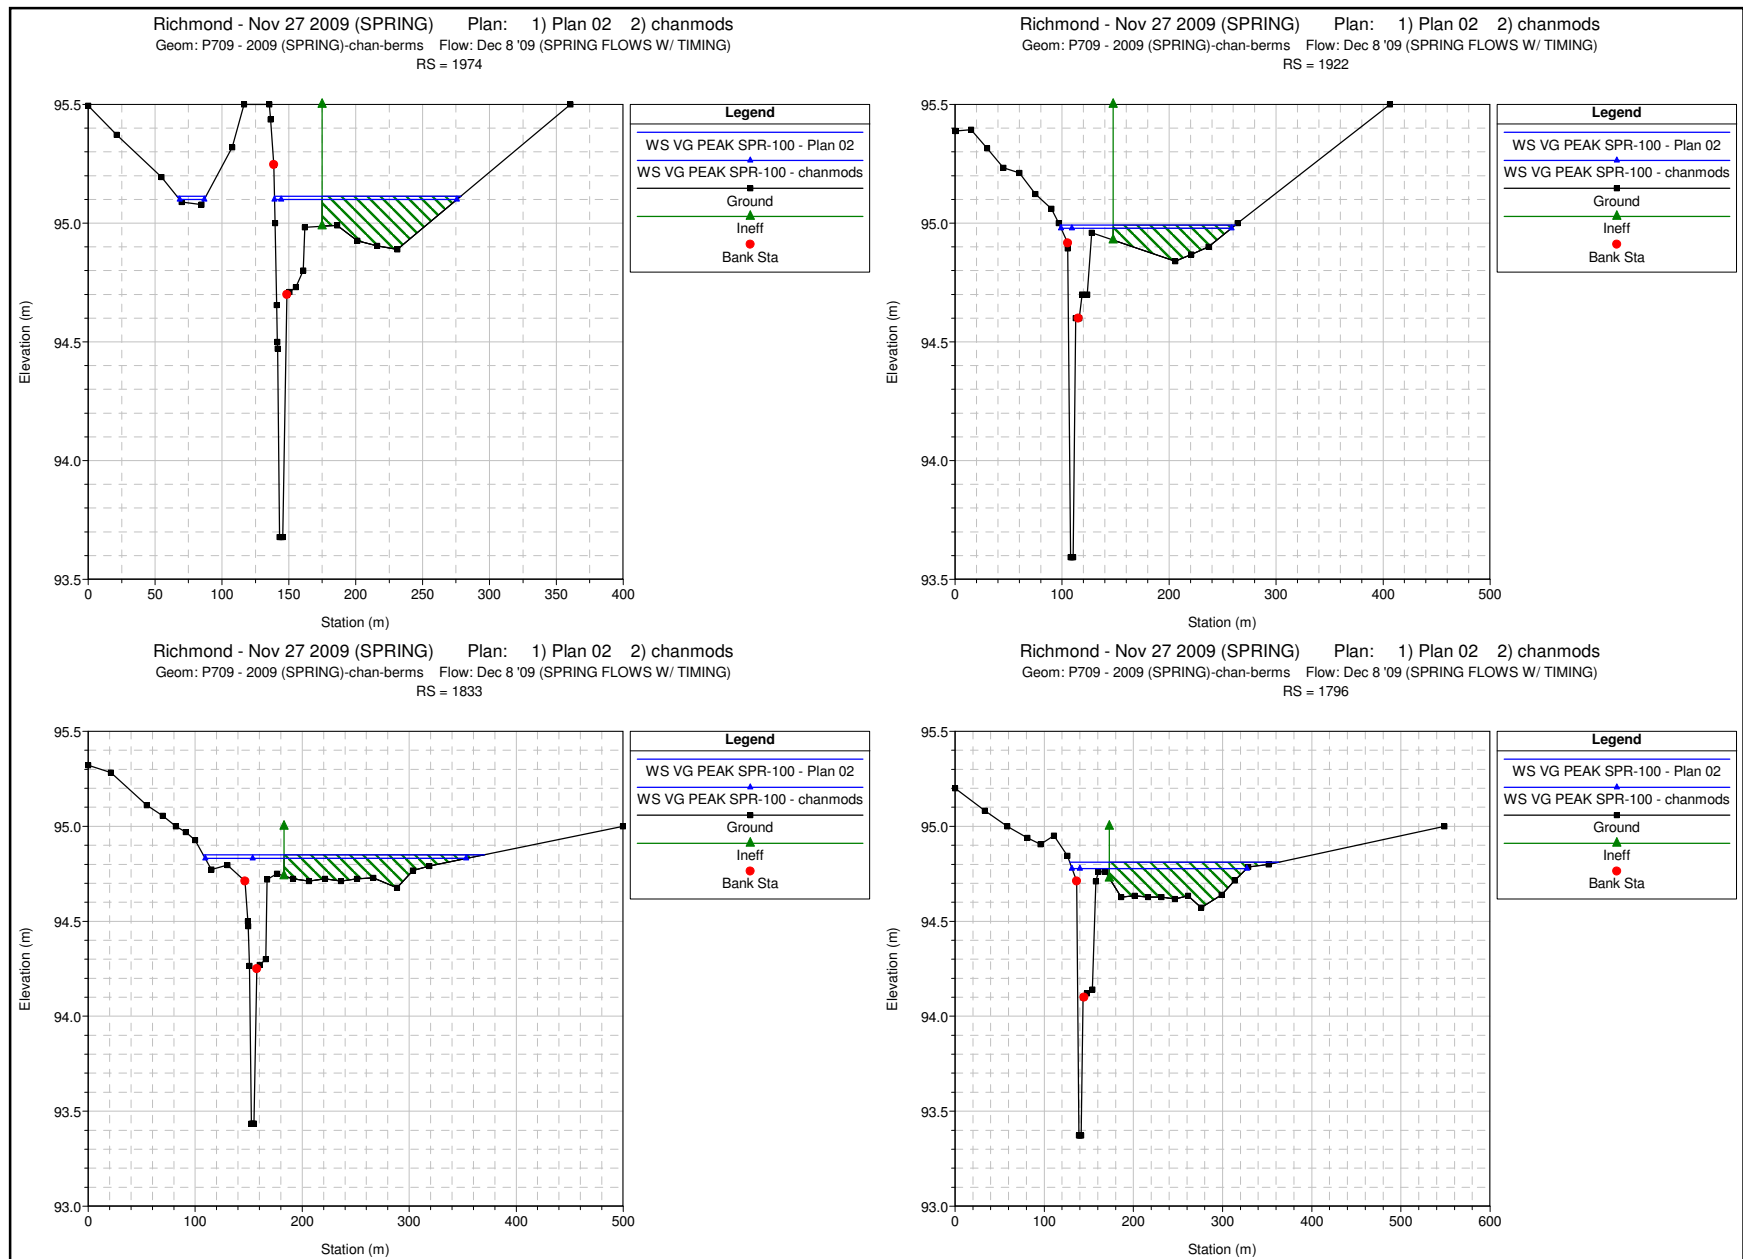 Richmond - Nov 27 2009 (SPRING) Plan: 1) Plan 02 2) chanmods
Geom: P709 - 2009 (SPRING)-chan-berms Flow: Dec 8 '09 (SPRING FLOWS W/ TIMING)
RS = 1974
95.5
95.0
94.5
94.0
93.5
Elevation (m)
0 50 100 150 200 250 300 350 400
Station (m)
Legend
WS VG PEAK SPR-100 - Plan 02
WS VG PEAK SPR-100 - chanmods
Ground
Ineff
Bank Sta
Richmond - Nov 27 2009 (SPRING) Plan: 1) Plan 02 2) chanmods
Geom: P709 - 2009 (SPRING)-chan-berms Flow: Dec 8 '09 (SPRING FLOWS W/ TIMING)
RS = 1922
95.5
95.0
94.5
94.0
93.5
Elevation (m)
0 100 200 300 400 500
Station (m)
Legend
WS VG PEAK SPR-100 - Plan 02
WS VG PEAK SPR-100 - chanmods
Ground
Ineff
Bank Sta
Richmond - Nov 27 2009 (SPRING) Plan: 1) Plan 02 2) chanmods
Geom: P709 - 2009 (SPRING)-chan-berms Flow: Dec 8 '09 (SPRING FLOWS W/ TIMING)
RS = 1833
95.5
95.0
94.5
94.0
93.5
93.0
Elevation (m)
0 100 200 300 400 500
Station (m)
Legend
WS VG PEAK SPR-100 - Plan 02
WS VG PEAK SPR-100 - chanmods
Ground
Ineff
Bank Sta
Richmond - Nov 27 2009 (SPRING) Plan: 1) Plan 02 2) chanmods
Geom: P709 - 2009 (SPRING)-chan-berms Flow: Dec 8 '09 (SPRING FLOWS W/ TIMING)
RS = 1796
95.5
95.0
94.5
94.0
93.5
93.0
Elevation (m)
0 100 200 300 400 500 600
Station (m)
Legend
WS VG PEAK SPR-100 - Plan 02
WS VG PEAK SPR-100 - chanmods
Ground
Ineff
Bank Sta